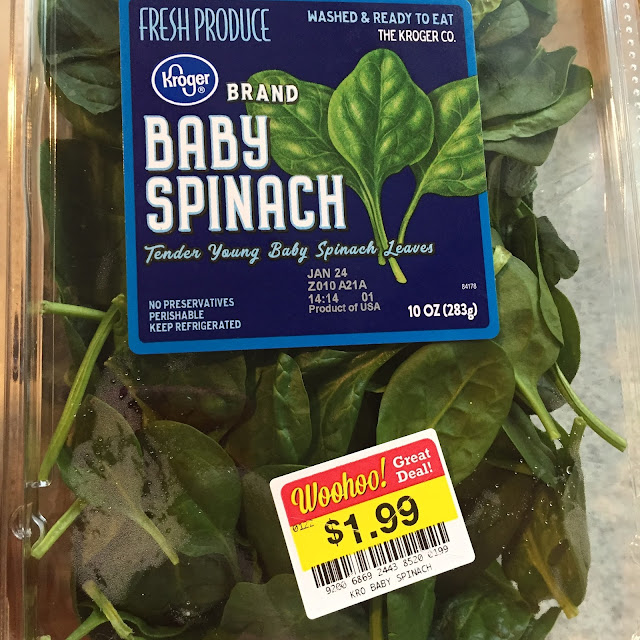 FRESH PRODUCE
WASHED & READY TO EAT
THE KROGER CO.
Kroger®
BRAND
BABY
SPINACH
Tender Young Baby Spinach Leaves
JAN 24
Z010 A21A
14:14 01
Product of USA
NO PRESERVATIVES
PERISHABLE
KEEP REFRIGERATED
84178
10 OZ (283g)
Woohoo! Great
Deal!
0122
$1.99
9200 6869 2443 8520 0199
KRO BABY SPINACH